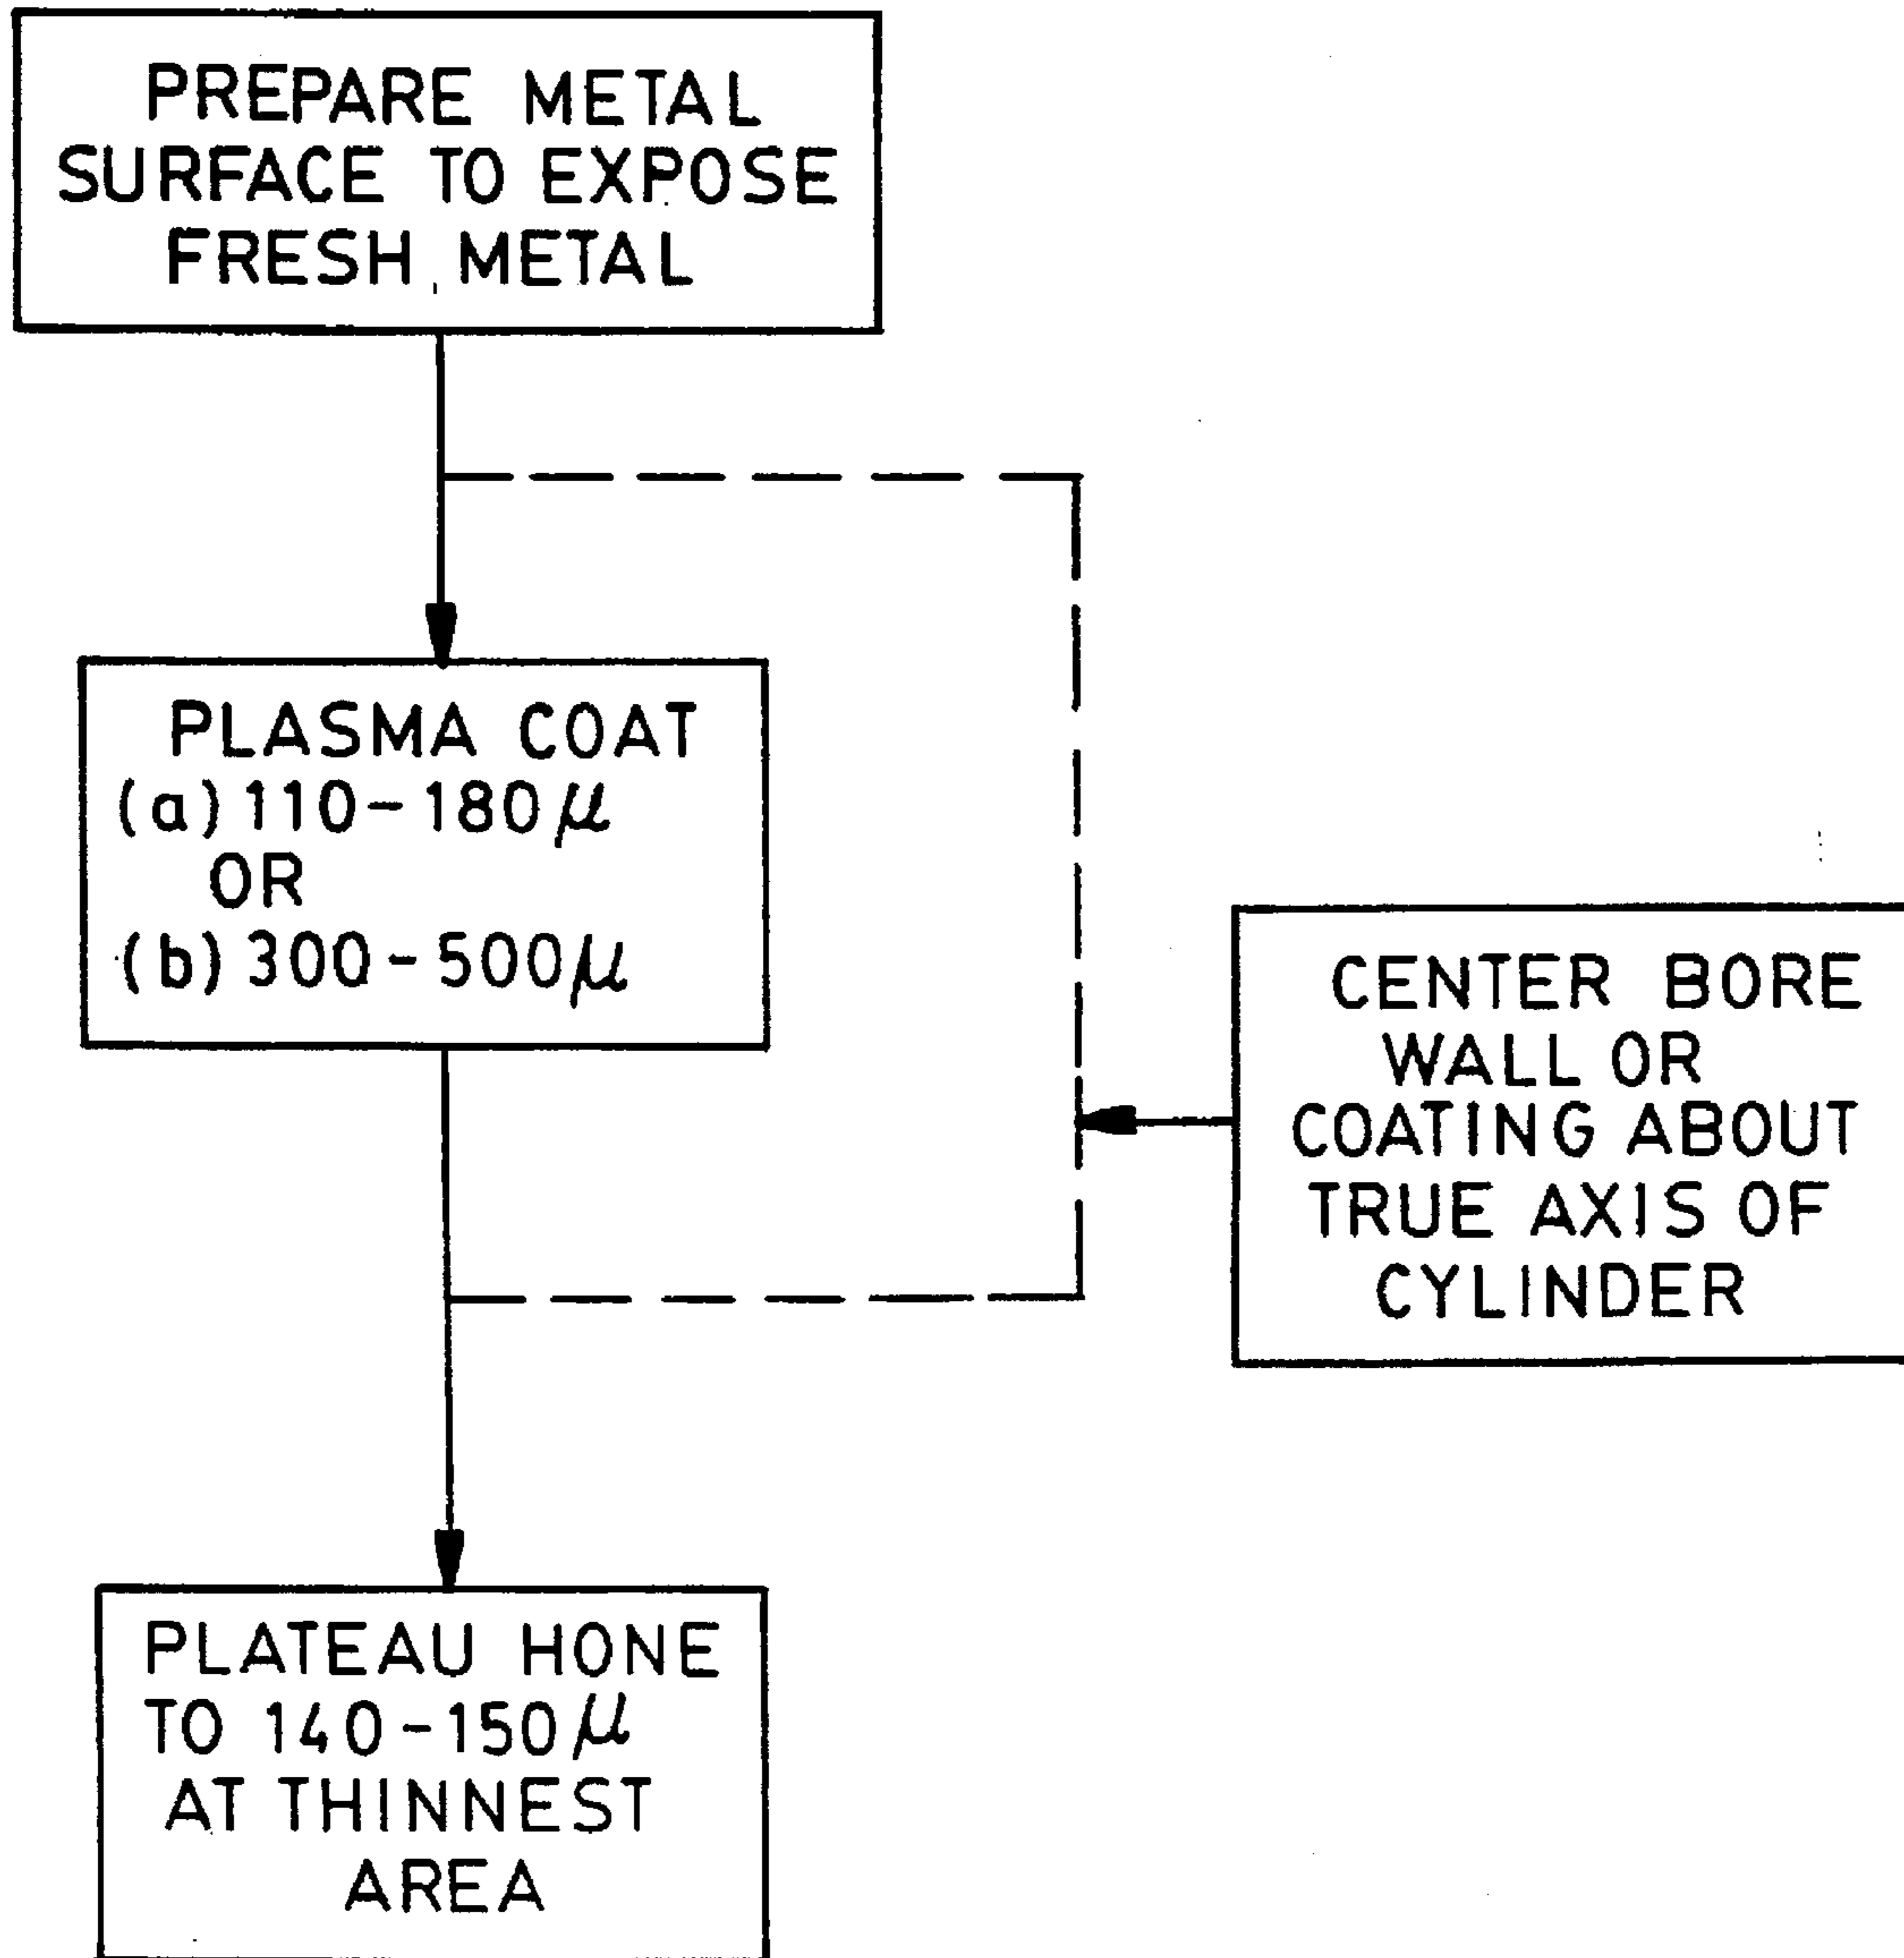 PREPARE METAL
SURFACE TO EXPOSE
FRESH METAL
PLASMA COAT
(a) 110-180μ
OR
(b) 300-500μ
CENTER BORE
WALL OR
COATING ABOUT
TRUE AXIS OF
CYLINDER
PLATEAU HONE
TO 140-150μ
AT THINNEST
AREA